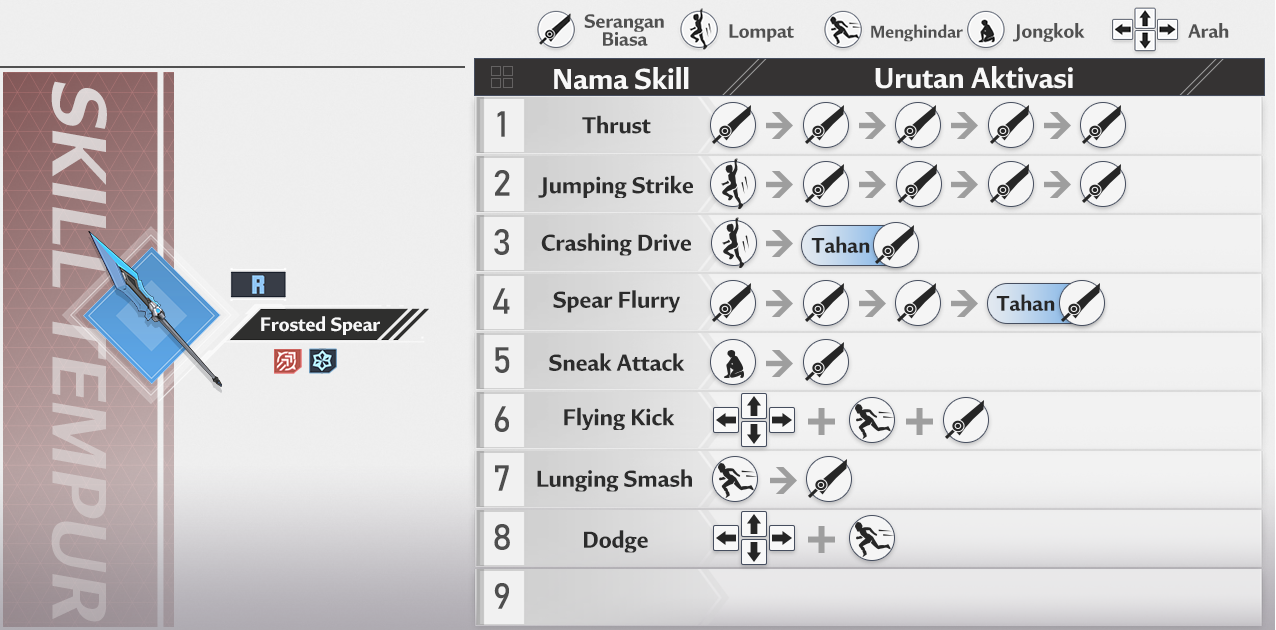 Serangan
Biasa
Lompat
Menghindar
Jongkok
Arah
SKILL TEMPUR
R
Frosted Spear
Nama Skill
Urutan Aktivasi
1
Thrust
2
Jumping Strike
3
Crashing Drive
Tahan
4
Spear Flurry
Tahan
5
Sneak Attack
6
Flying Kick
7
Lunging Smash
8
Dodge
9